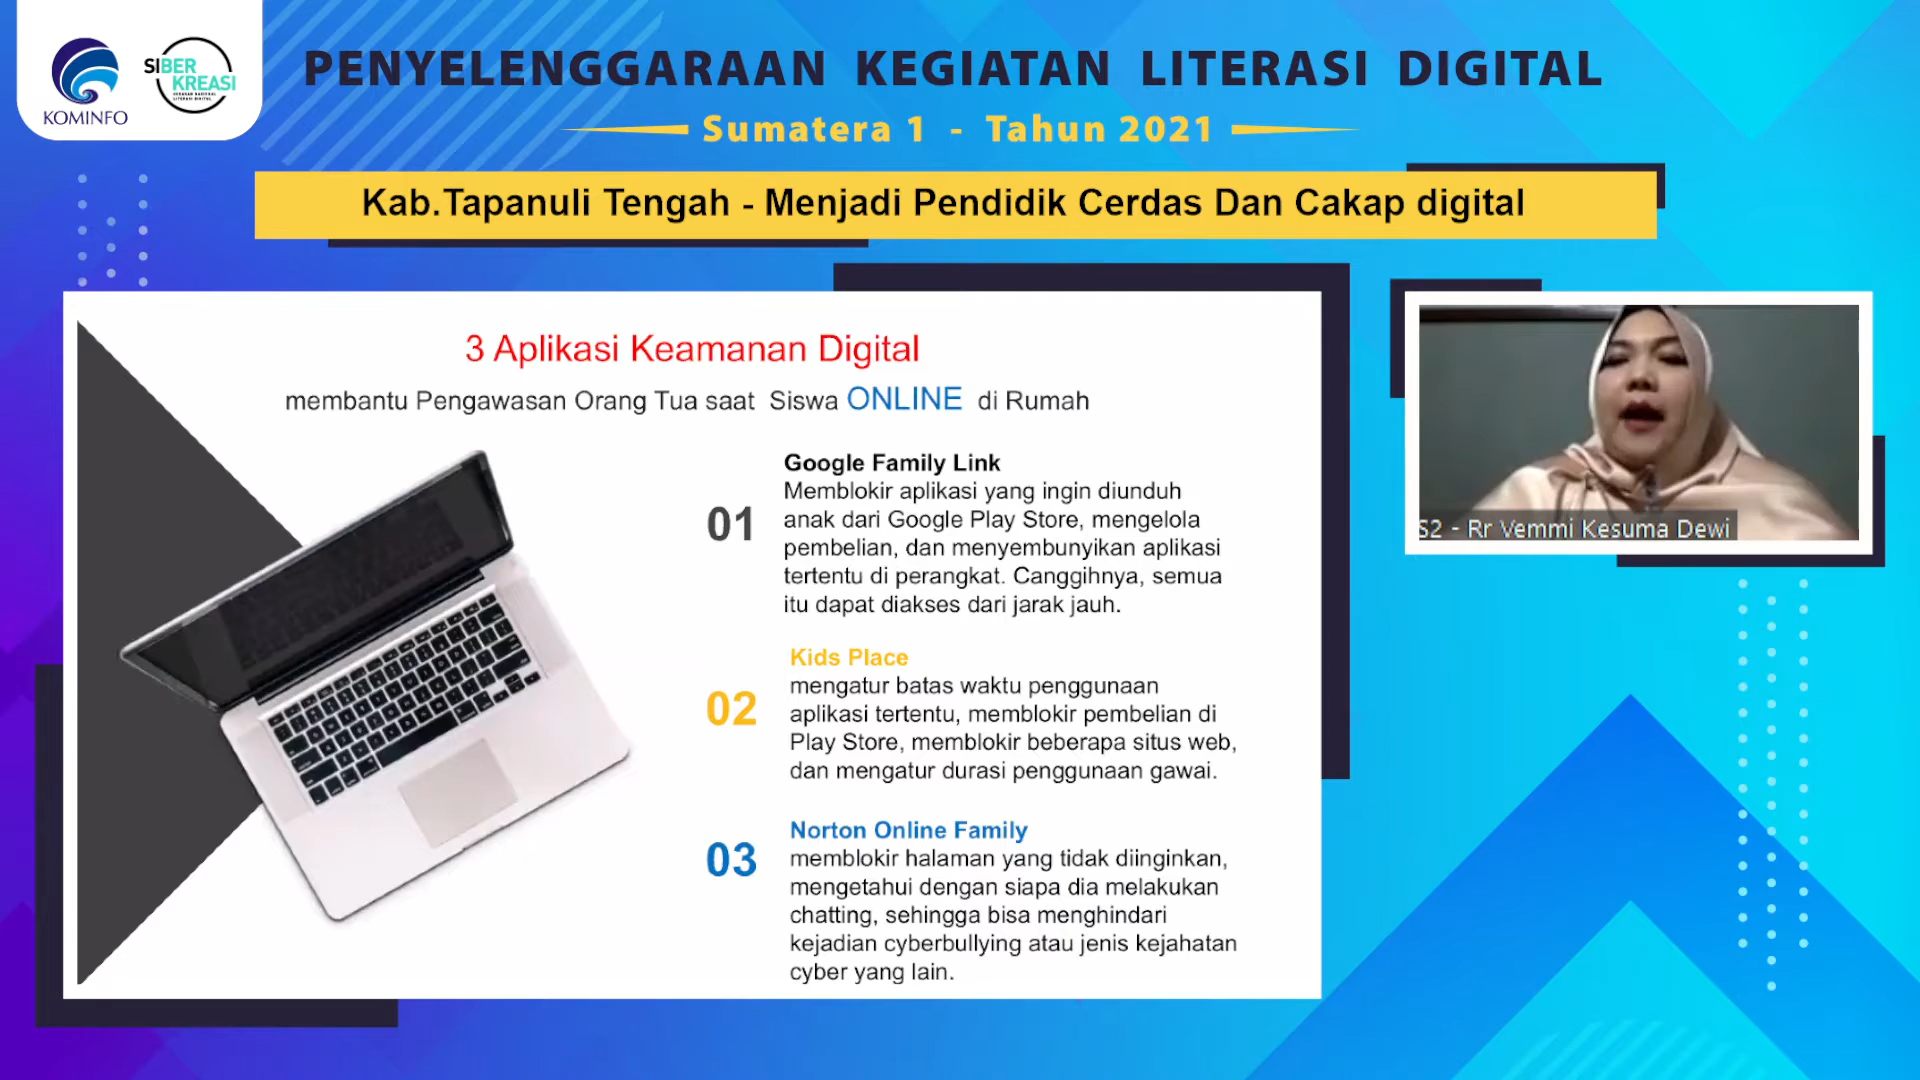 KOMINFO
SIBER
KREASI
PENYELENGGARAAN KEGIATAN LITERASI DIGITAL
Sumatera 1 - Tahun 2021
Kab.Tapanuli Tengah - Menjadi Pendidik Cerdas Dan Cakap digital
3 Aplikasi Keamanan Digital
membantu Pengawasan Orang Tua saat Siswa ONLINE di Rumah
01
Google Family Link
Memblokir aplikasi yang ingin diunduh
anak dari Google Play Store, mengelola
pembelian, dan menyembunyikan aplikasi
tertentu di perangkat. Canggihnya, semua
itu dapat diakses dari jarak jauh.
02
Kids Place
mengatur batas waktu penggunaan
aplikasi tertentu, memblokir pembelian di
Play Store, memblokir beberapa situs web,
dan mengatur durasi penggunaan gawai.
03
Norton Online Family
memblokir halaman yang tidak diinginkan,
mengetahui dengan siapa dia melakukan
chatting, sehingga bisa menghindari
kejadian cyberbullying atau jenis kejahatan
cyber yang lain.
S2 - Rr Vemmi Kesuma Dewi